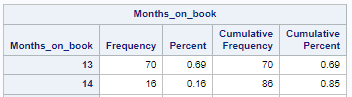 Months_on_book
Months_on_book Frequency Percent Cumulative Frequency Cumulative Percent
13 70 0.69 70 0.69
14 16 0.16 86 0.85